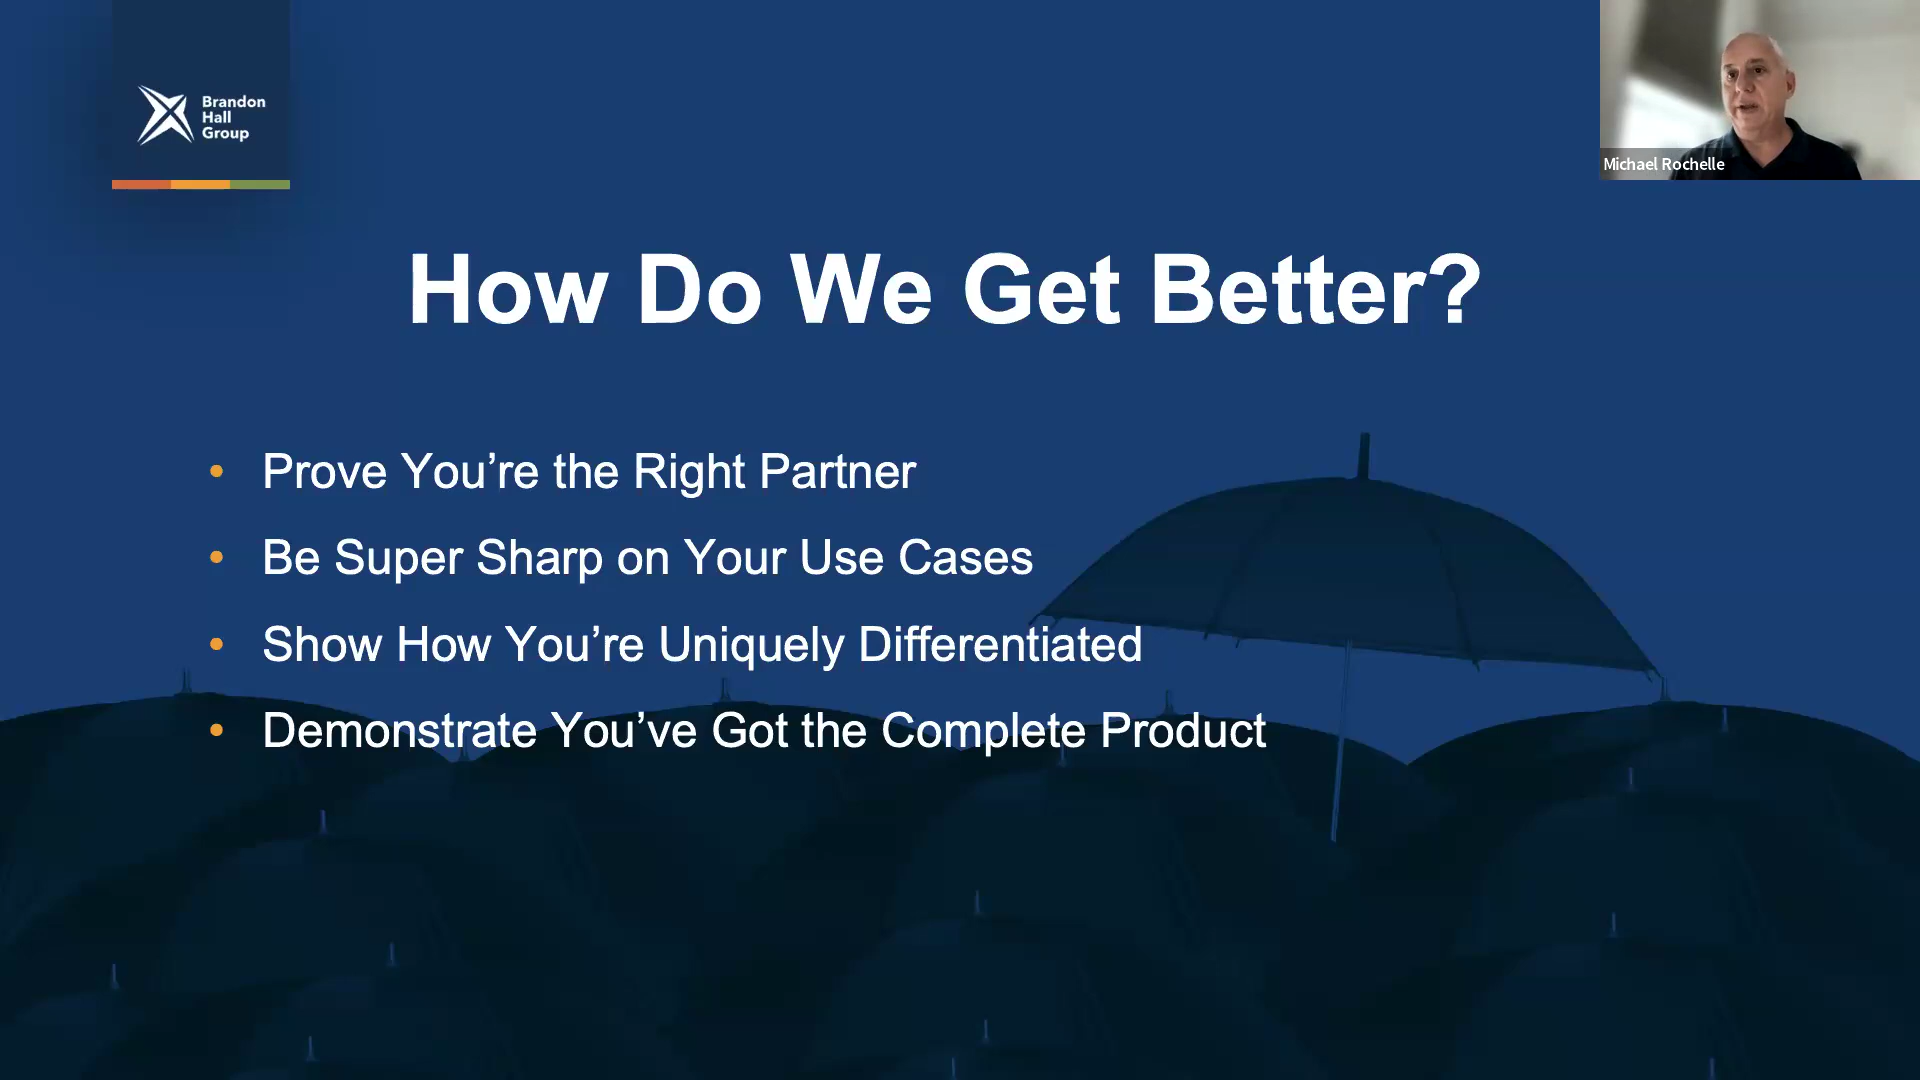 Brandon
Hall
Group
Michael Rochelle
How Do We Get Better?
• Prove You’re the Right Partner
• Be Super Sharp on Your Use Cases
• Show How You’re Uniquely Differentiated
• Demonstrate You’ve Got the Complete Product